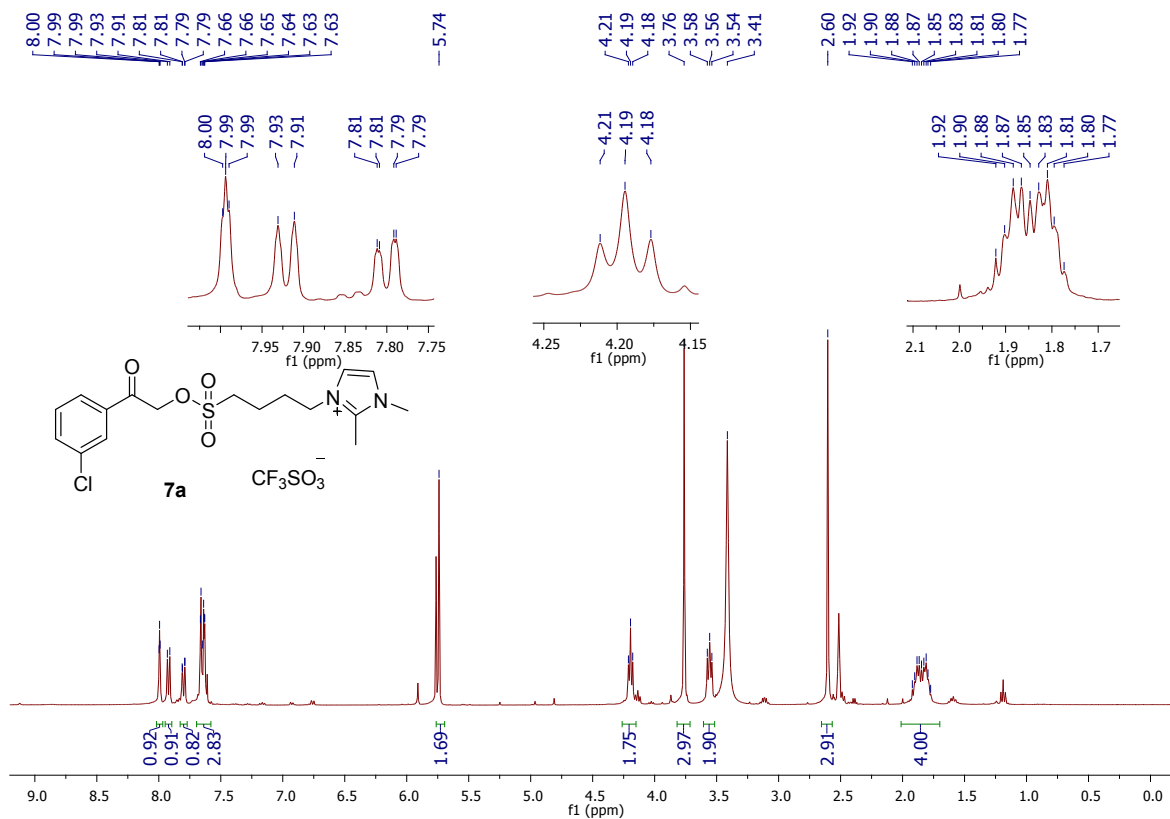 8.00 7.99 7.99 7.93 7.91 7.81 7.81 7.79 7.79 7.66 7.66 7.65 7.64 7.63 7.63 5.74 4.21 4.19 4.18 3.76 3.58 3.56 3.54 3.41 2.60 1.92 1.90 1.88 1.87 1.85 1.83 1.81 1.80 1.77
8.00 7.99 7.99 7.93 7.91 7.81 7.81 7.79 7.79
7.95 7.90 7.85 7.80 7.75
f1 (ppm)
4.21 4.19 4.18
4.25 4.20 4.15
f1 (ppm)
1.92 1.90 1.88 1.87 1.85 1.83 1.81 1.80 1.77
2.1 2.0 1.9 1.8 1.7
f1 (ppm)
O
O O
S N + N
O
Cl
7a
CF3SO3−
0.92 0.91 0.82 2.83 1.69 1.75 2.97 1.90 2.91 4.00
9.0 8.5 8.0 7.5 7.0 6.5 6.0 5.5 5.0 4.5 4.0 3.5 3.0 2.5 2.0 1.5 1.0 0.5 0.0
f1 (ppm)